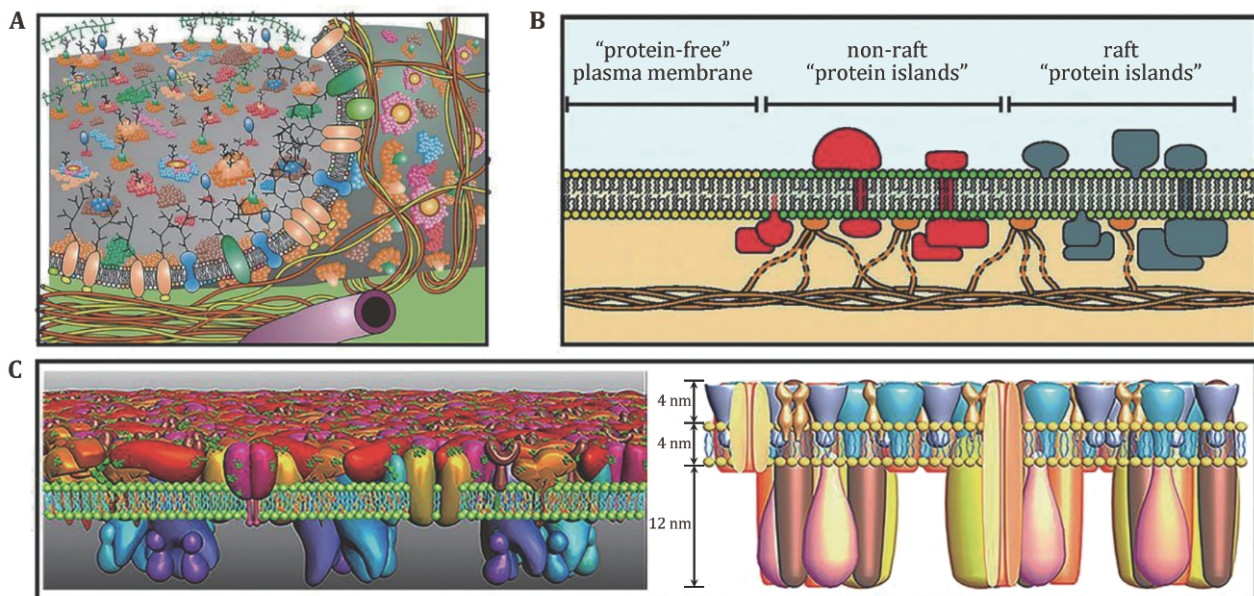 A
B
"protein-free"
plasma membrane
non-raft
"protein islands"
raft
"protein islands"
C
4 nm
4 nm
12 nm